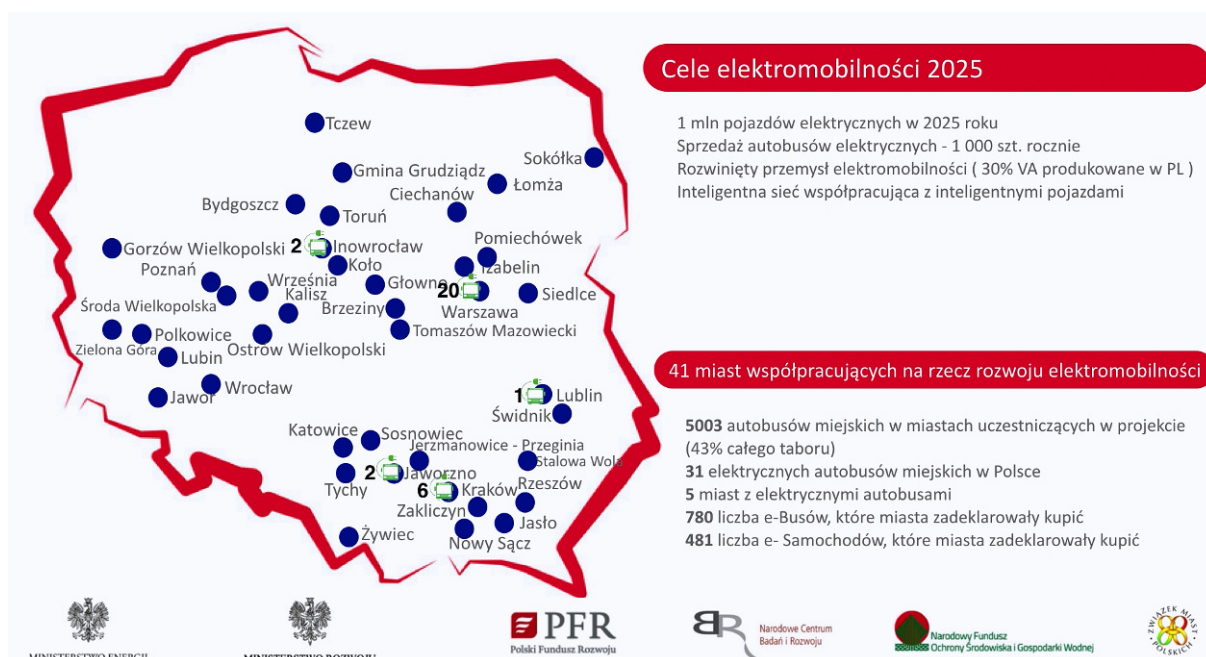 Cele elektromobilności 2025
1 mln pojazdów elektrycznych w 2025 roku
Sprzedaż autobusów elektrycznych - 1 000 szt. rocznie
Rozwinięty przemysł elektromobilności ( 30% VA produkowane w PL )
Inteligentna sieć współpracująca z inteligentnymi pojazdami
Tczew
Sokółka
Gmina Grudziądz
Łomża
Ciechanów
Bydgoszcz
Toruń
Pomiechówek
Gorzów Wielkopolski
2
Inowrocław
Koło
Izabelin
Poznań
Września
Głowno
20
Siedlce
Środa Wielkopolska
Kalisz
Brzeziny
Warszawa
Zielona Góra
Polkowice
Ostrów Wielkopolski
Tomaszów Mazowiecki
Lubin
Wrocław
Jawor
1
Lublin
Świdnik
Katowice
Sosnowiec
Jerzmanowice - Przeginia
Stalowa Wola
2
Jaworzno
Tychy
6
Kraków
Rzeszów
Zakliczyn
Jasło
Żywiec
Nowy Sącz
41 miast współpracujących na rzecz rozwoju elektromobilności
5003 autobusów miejskich w miastach uczestniczących w projekcie
(43% całego taboru)
31 elektrycznych autobusów miejskich w Polsce
5 miast z elektrycznymi autobusami
780 liczba e-Busów, które miasta zadeklarowały kupić
481 liczba e- Samochodów, które miasta zadeklarowały kupić
MINISTERSTWO ENERGII
MINISTERSTWO ROZWOJU
PFR
Polski Fundusz Rozwoju
Narodowe Centrum
Badań i Rozwoju
Narodowy Fundusz
Ochrony Środowiska i Gospodarki Wodnej
ZWIĄZEK MIAST
POLSKICH